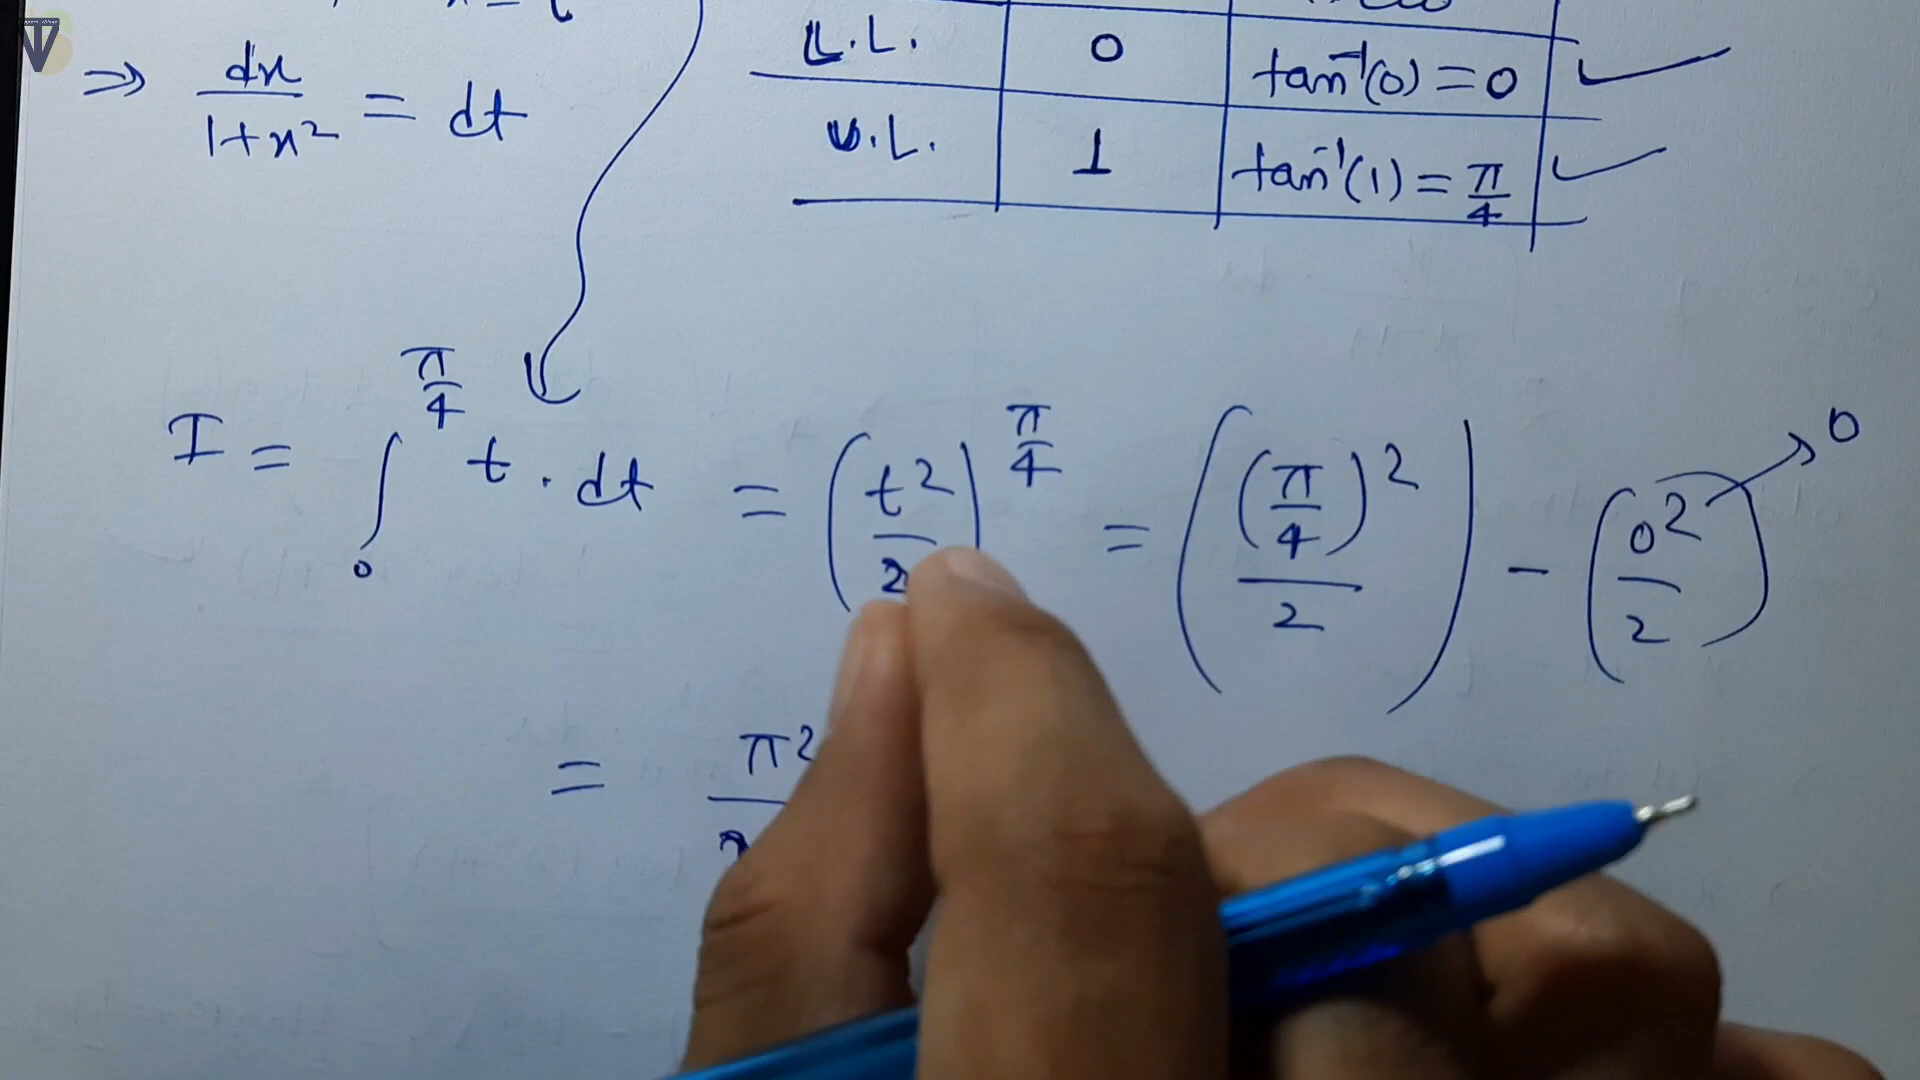 ⇒ dx/(1+x²) = dt
L.L. | 0 | tan⁻¹(0) = 0
U.L. | 1 | tan⁻¹(1) = π/4
I = ∫₀^(π/4) t . dt = (t²/2)^(π/4) = ((π/4)²/2) - (0²/2) → 0
= π²